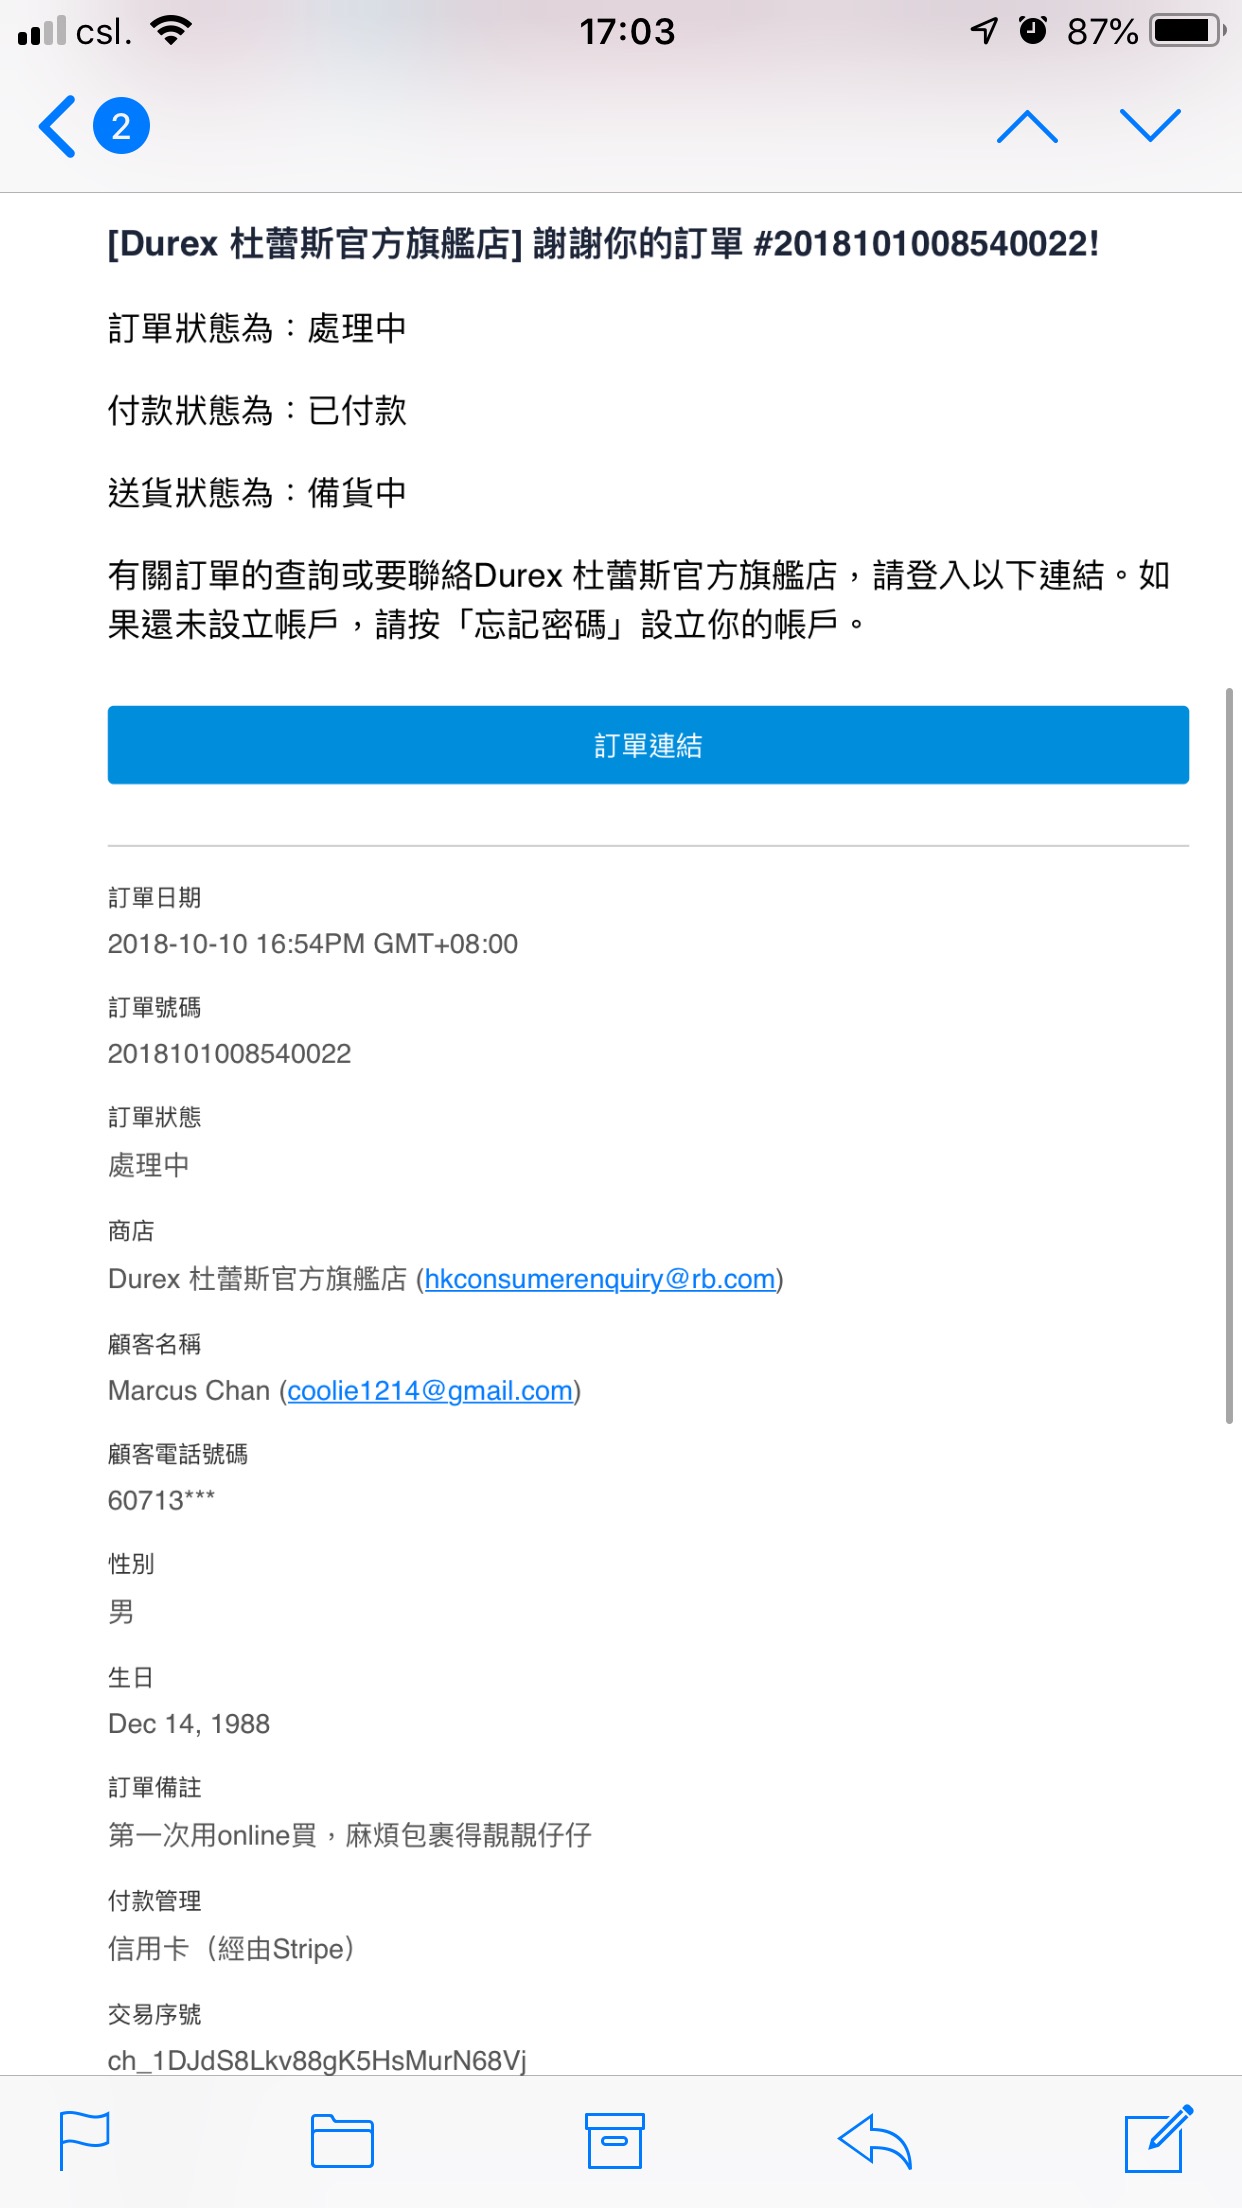 csl.
17:03
87%
2
[Durex 杜蕾斯官方旗艦店] 謝謝你的訂單 #2018101008540022!
訂單狀態為：處理中
付款狀態為：已付款
送貨狀態為：備貨中
有關訂單的查詢或要聯絡Durex 杜蕾斯官方旗艦店，請登入以下連結。如
果還未設立帳戶，請按「忘記密碼」設立你的帳戶。
訂單連結
訂單日期
2018-10-10 16:54PM GMT+08:00
訂單號碼
2018101008540022
訂單狀態
處理中
商店
Durex 杜蕾斯官方旗艦店 (hkconsumerenquiry@rb.com)
顧客名稱
Marcus Chan (coolie1214@gmail.com)
顧客電話號碼
60713***
性別
男
生日
Dec 14, 1988
訂單備註
第一次用online買，麻煩包裹得靚靚仔仔
付款管理
信用卡（經由Stripe）
交易序號
ch_1DJdS8Lkv88gK5HsMurN68Vj